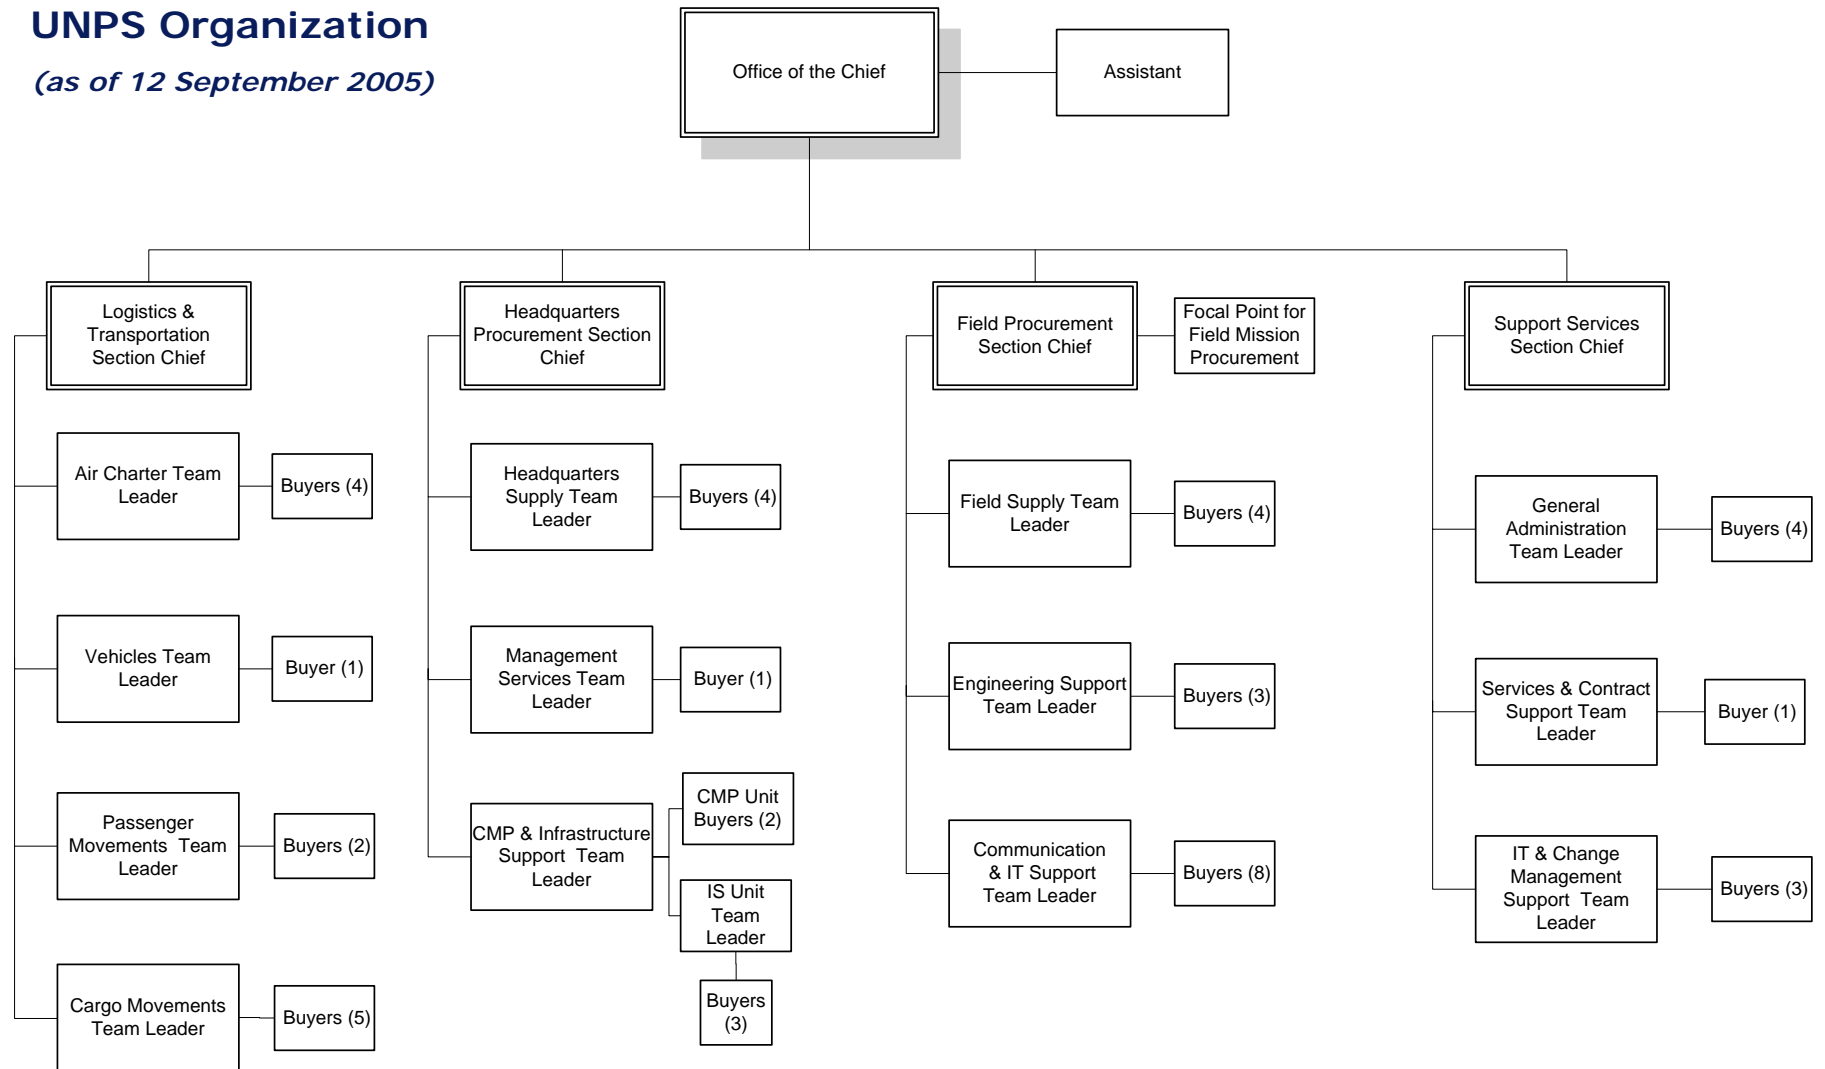 UNPS Organization
(as of 12 September 2005)
Office of the Chief
Assistant
Logistics &
Transportation
Section Chief
Headquarters
Procurement Section
Chief
Field Procurement
Section Chief
Focal Point for
Field Mission
Procurement
Support Services
Section Chief
Air Charter Team
Leader
Buyers (4)
Vehicles Team
Leader
Buyer (1)
Passenger
Movements Team
Leader
Buyers (2)
Cargo Movements
Team Leader
Buyers (5)
Headquarters
Supply Team
Leader
Buyers (4)
Management
Services Team
Leader
Buyer (1)
CMP & Infrastructure
Support Team
Leader
CMP Unit
Buyers (2)
IS Unit
Team
Leader
Buyers
(3)
Field Supply Team
Leader
Buyers (4)
Engineering Support
Team Leader
Buyers (3)
Communication
& IT Support
Team Leader
Buyers (8)
General
Administration
Team Leader
Buyers (4)
Services & Contract
Support Team
Leader
Buyer (1)
IT & Change
Management
Support Team
Leader
Buyers (3)